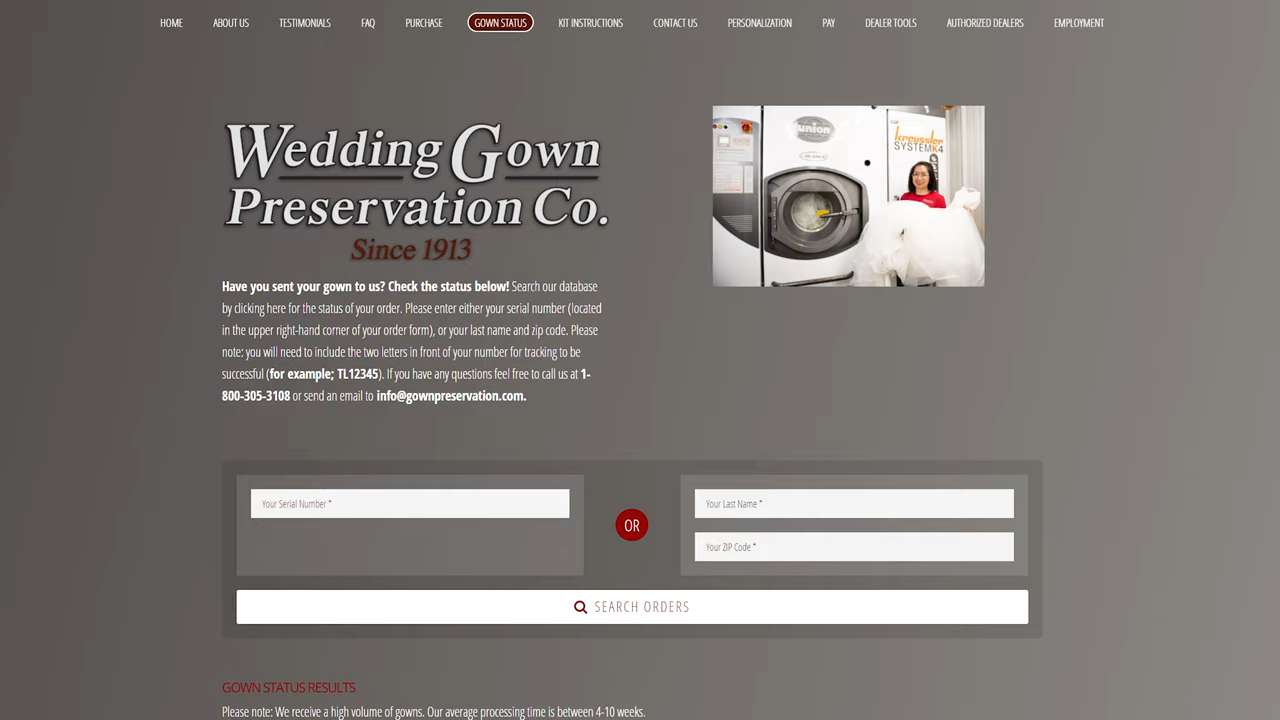 HOME ABOUT US TESTIMONIALS FAQ PURCHASE GOWN STATUS KIT INSTRUCTIONS CONTACT US PERSONALIZATION PAY DEALER TOOLS AUTHORIZED DEALERS EMPLOYMENT
Wedding Gown
Preservation Co.
Since 1913
union
kreussler
SYSTEMK4
Have you sent your gown to us? Check the status below! Search our database
by clicking here for the status of your order. Please enter either your serial number (located
in the upper right-hand corner of your order form), or your last name and zip code. Please
note: you will need to include the two letters in front of your number for tracking to be
successful (for example; TL12345). If you have any questions feel free to call us at 1-
800-305-3108 or send an email to info@gownpreservation.com.
Your Serial Number *
OR
Your Last Name *
Your ZIP Code *
SEARCH ORDERS
GOWN STATUS RESULTS
Please note: We receive a high volume of gowns. Our average processing time is between 4-10 weeks.